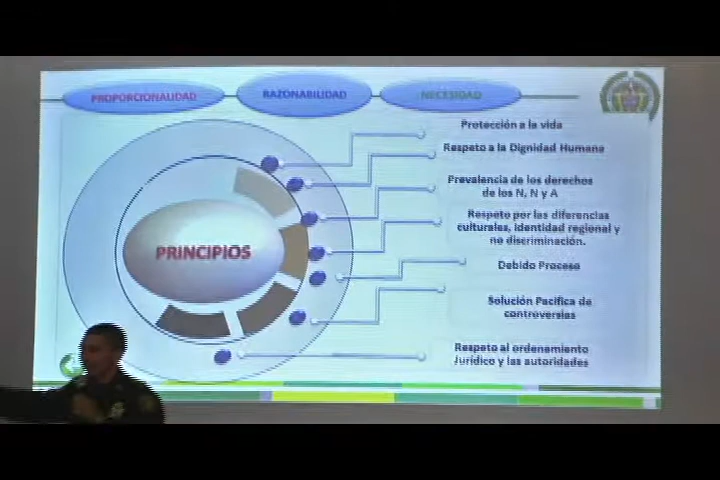 PROPORCIONALIDAD
RAZONABILIDAD
NECESIDAD
Protección a la vida
Respeto a la Dignidad Humana
Prevalencia de los derechos
de los N, N y A
Respeto por las diferencias
culturales, identidad regional y
no discriminación.
PRINCIPIOS
Debido Proceso
Solución Pacífica de
controversias
Respeto al ordenamiento
Jurídico y las autoridades